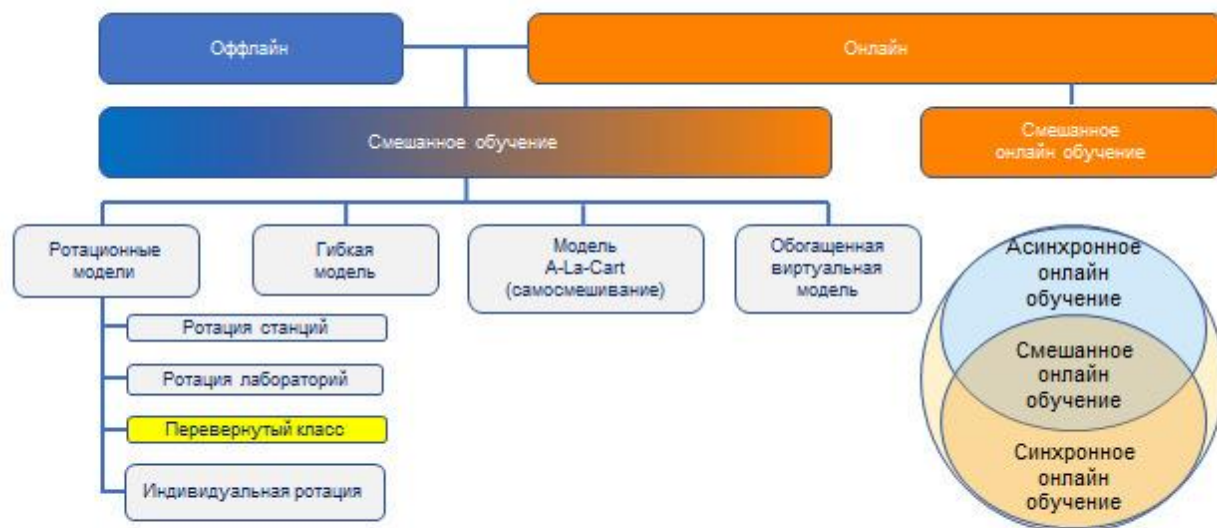 Оффлайн
Онлайн
Смешанное обучение
Смешанное
онлайн обучение
Ротационные
модели
Гибкая
модель
Модель
A-La-Cart
(самосмешивание)
Обогащенная
виртуальная
модель
Ротация станций
Ротация лабораторий
Перевернутый класс
Индивидуальная ротация
Асинхронное
онлайн
обучение
Смешанное
онлайн
обучение
Синхронное
онлайн
обучение